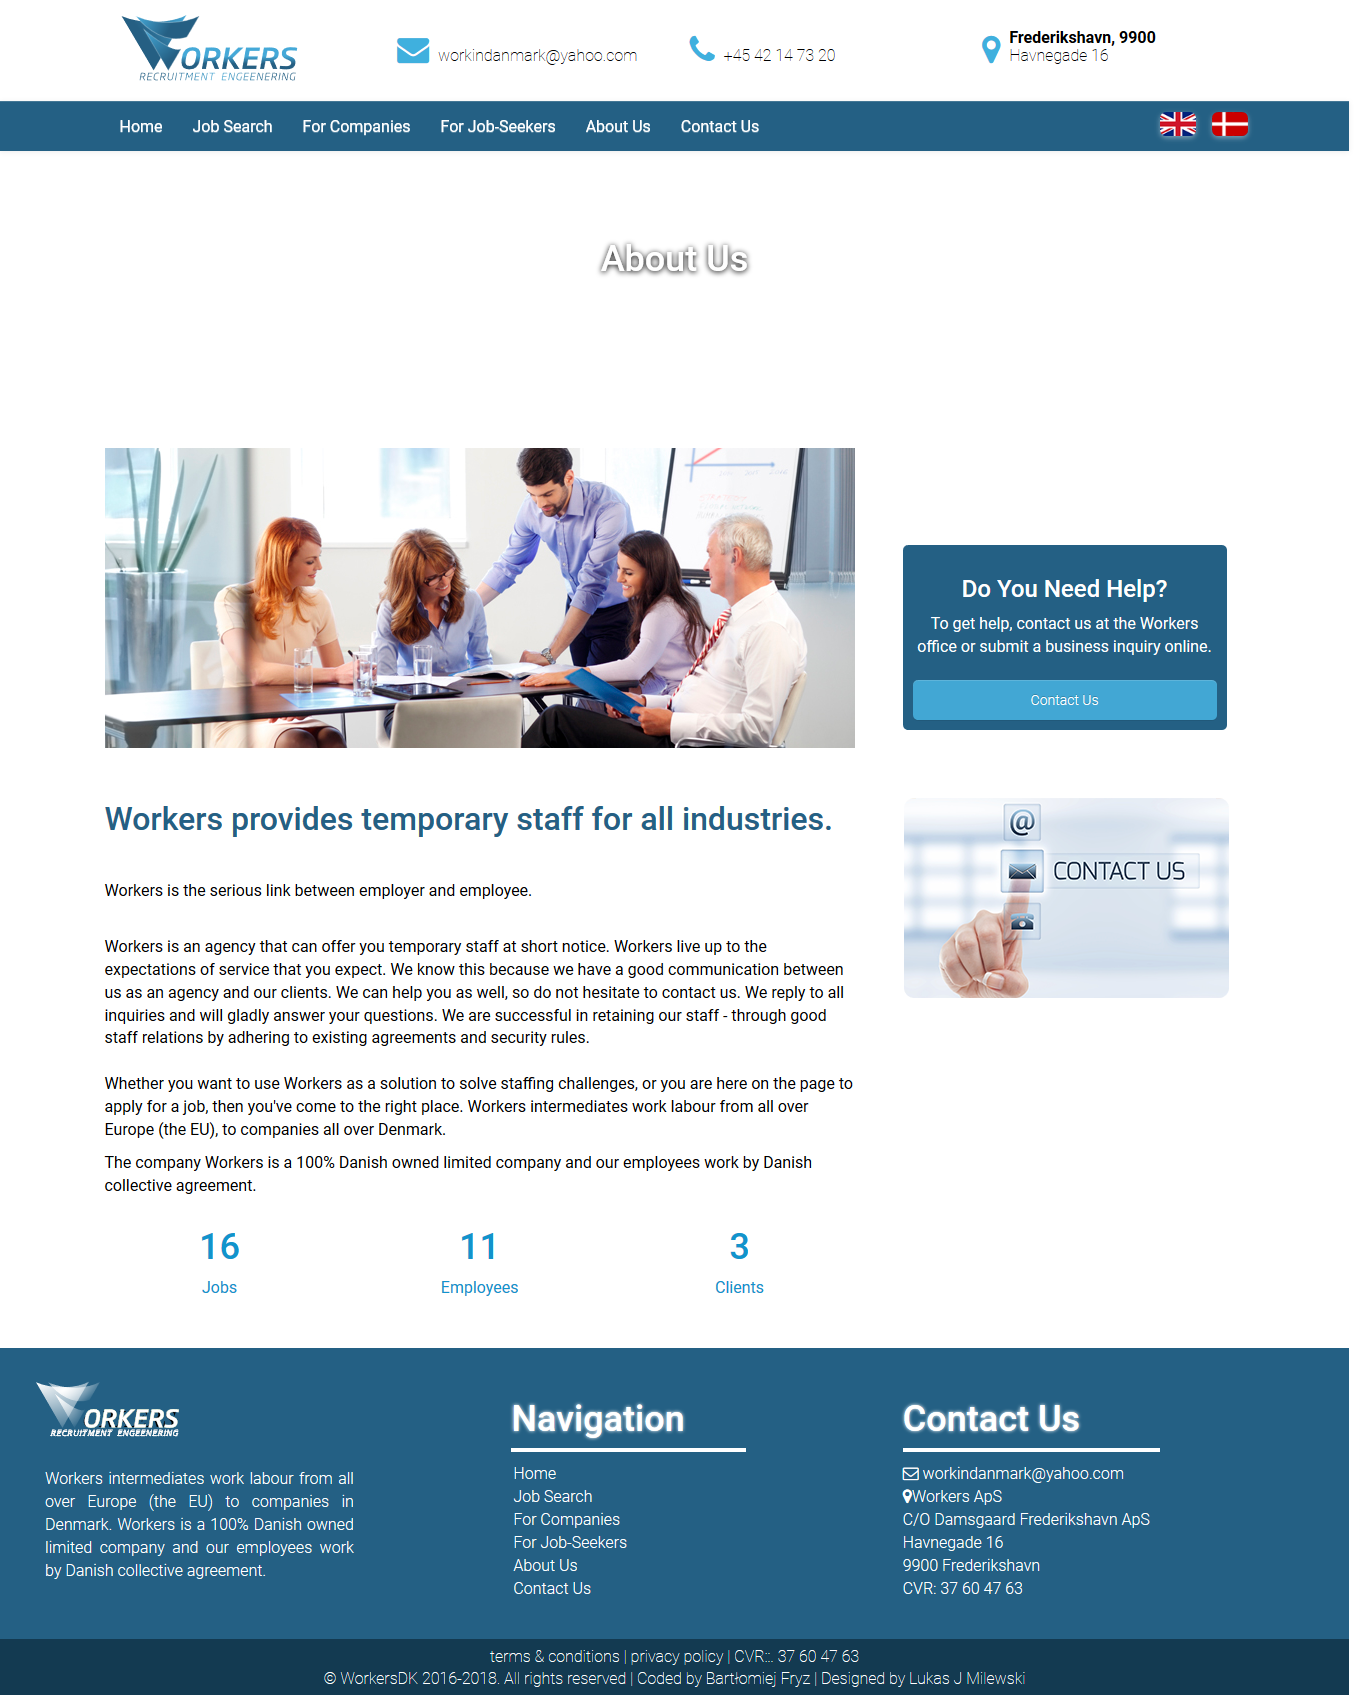 ORKERS
RECRUITMENT ENGEENERING
workindanmark@yahoo.com
+45 42 14 73 20
Frederikshavn, 9900
Havnegade 16
Home
Job Search
For Companies
For Job-Seekers
About Us
Contact Us
About Us
Do You Need Help?
To get help, contact us at the Workers
office or submit a business inquiry online.
Contact Us
@
CONTACT US
Workers provides temporary staff for all industries.
Workers is the serious link between employer and employee.
Workers is an agency that can offer you temporary staff at short notice. Workers live up to the
expectations of service that you expect. We know this because we have a good communication between
us as an agency and our clients. We can help you as well, so do not hesitate to contact us. We reply to all
inquiries and will gladly answer your questions. We are successful in retaining our staff - through good
staff relations by adhering to existing agreements and security rules.
Whether you want to use Workers as a solution to solve staffing challenges, or you are here on the page to
apply for a job, then you've come to the right place. Workers intermediates work labour from all over
Europe (the EU), to companies all over Denmark.
The company Workers is a 100% Danish owned limited company and our employees work by Danish
collective agreement.
16
Jobs
11
Employees
3
Clients
ORKERS
RECRUITMENT ENGEENERING
Workers intermediates work labour from all
over Europe (the EU) to companies in
Denmark. Workers is a 100% Danish owned
limited company and our employees work
by Danish collective agreement.
Navigation
Home
Job Search
For Companies
For Job-Seekers
About Us
Contact Us
Contact Us
workindanmark@yahoo.com
Workers ApS
C/O Damsgaard Frederikshavn ApS
Havnegade 16
9900 Frederikshavn
CVR: 37 60 47 63
terms & conditions | privacy policy | CVR::. 37 60 47 63
© WorkersDK 2016-2018. All rights reserved | Coded by Bartłomiej Fryz | Designed by Lukas J Milewski